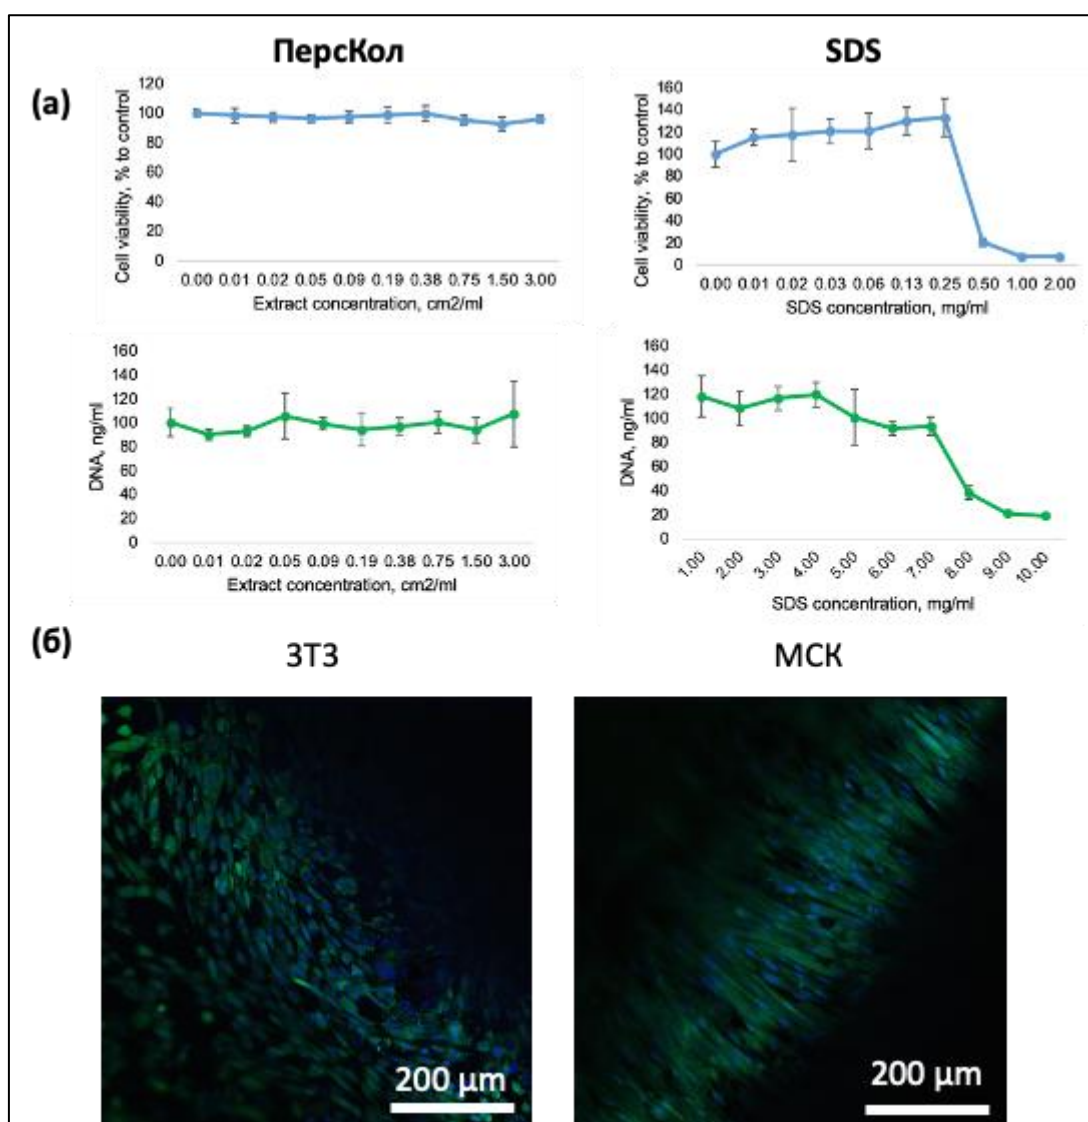 ПерсКол
SDS
(а)
Cell viability, % to control
120
100
80
60
40
20
0
0.00 0.01 0.02 0.05 0.09 0.19 0.38 0.75 1.50 3.00
Extract concentration, cm2/ml
Cell viability, % to control
160
140
120
100
80
60
40
20
0
0.00 0.01 0.02 0.03 0.06 0.13 0.25 0.50 1.00 2.00
SDS concentration, mg/ml
DNA, ng/ml
160
140
120
100
80
60
40
20
0
0.00 0.01 0.02 0.05 0.09 0.19 0.38 0.75 1.50 3.00
Extract concentration, cm2/ml
DNA, ng/ml
160
140
120
100
80
60
40
20
0
1.00 2.00 3.00 4.00 5.00 6.00 7.00 8.00 9.00 10.00
SDS concentration, mg/ml
(б)
3Т3
МСК
200 µm
200 µm